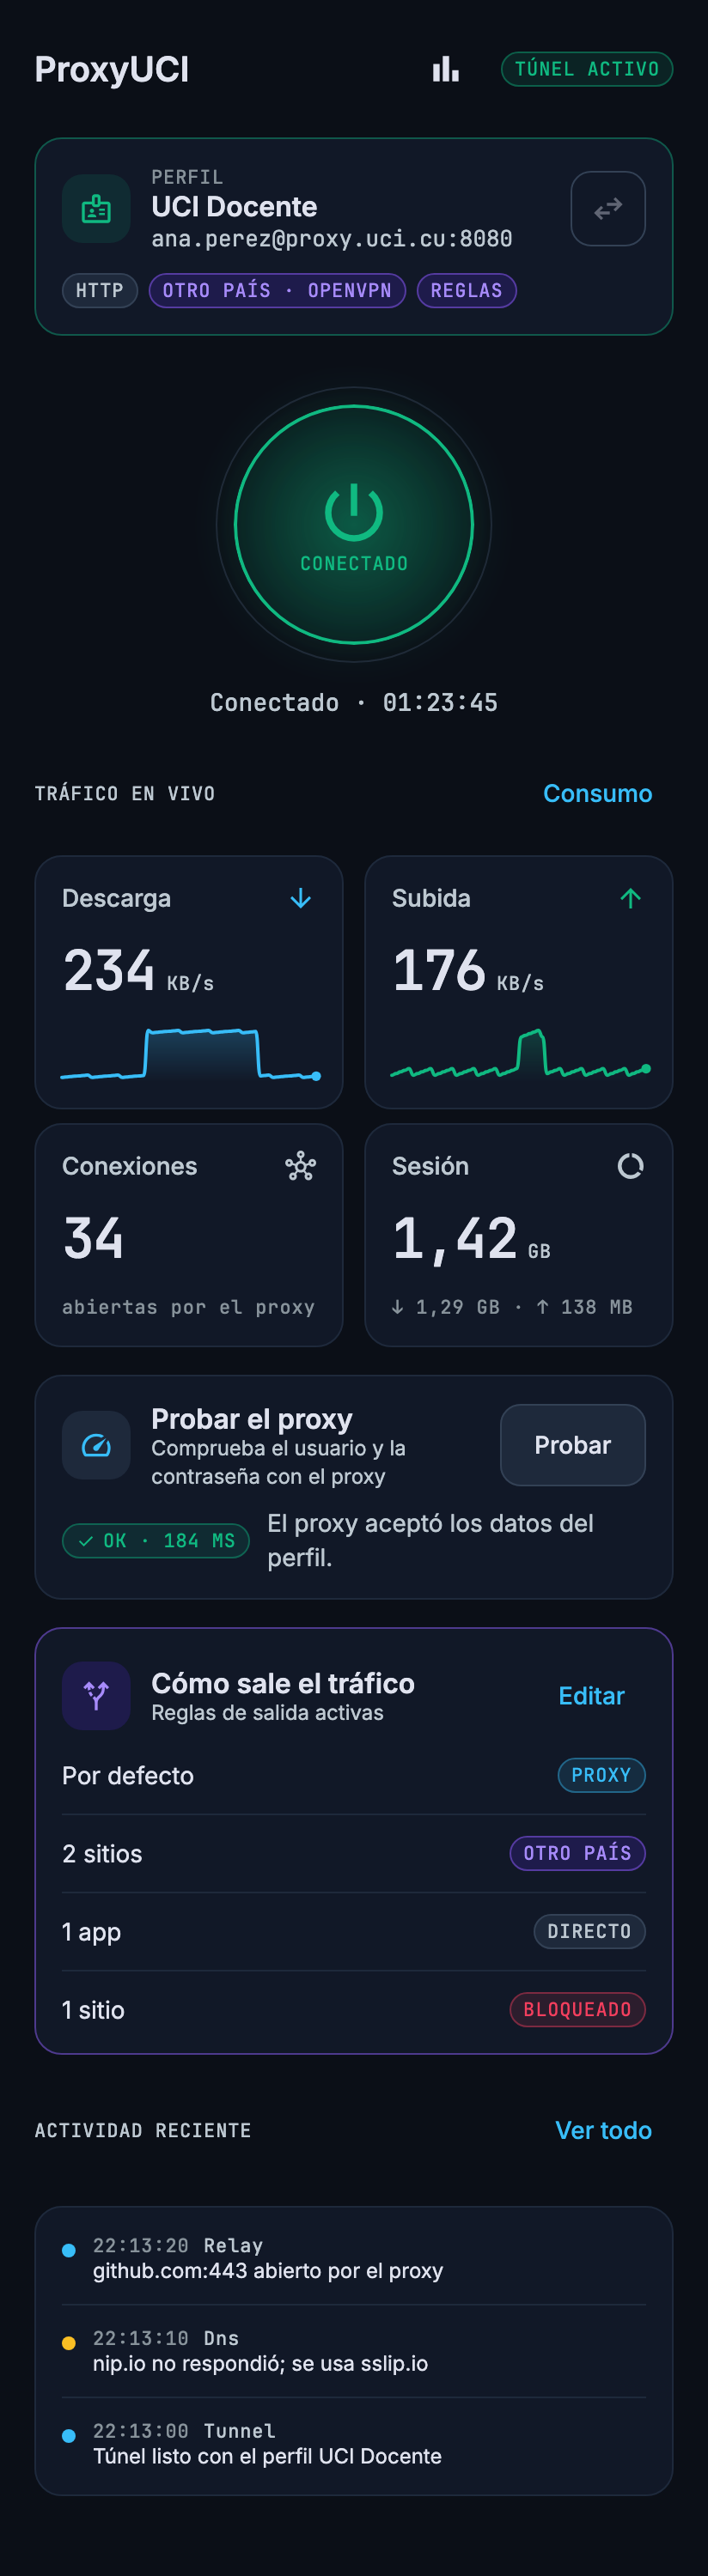 ProxyUCI
TÚNEL ACTIVO
PERFIL
UCI Docente
ana.perez@proxy.uci.cu:8080
HTTP
OTRO PAÍS · OPENVPN
REGLAS
CONECTADO
Conectado · 01:23:45
TRÁFICO EN VIVO
Consumo
Descarga
234 KB/s
Subida
176 KB/s
Conexiones
34
abiertas por el proxy
Sesión
1,42 GB
↓ 1,29 GB · ↑ 138 MB
Probar el proxy
Comprueba el usuario y la
contraseña con el proxy
Probar
✓ OK · 184 MS
El proxy aceptó los datos del
perfil.
Cómo sale el tráfico
Reglas de salida activas
Editar
Por defecto
PROXY
2 sitios
OTRO PAÍS
1 app
DIRECTO
1 sitio
BLOQUEADO
ACTIVIDAD RECIENTE
Ver todo
22:13:20 Relay
github.com:443 abierto por el proxy
22:13:10 Dns
nip.io no respondió; se usa sslip.io
22:13:00 Tunnel
Túnel listo con el perfil UCI Docente